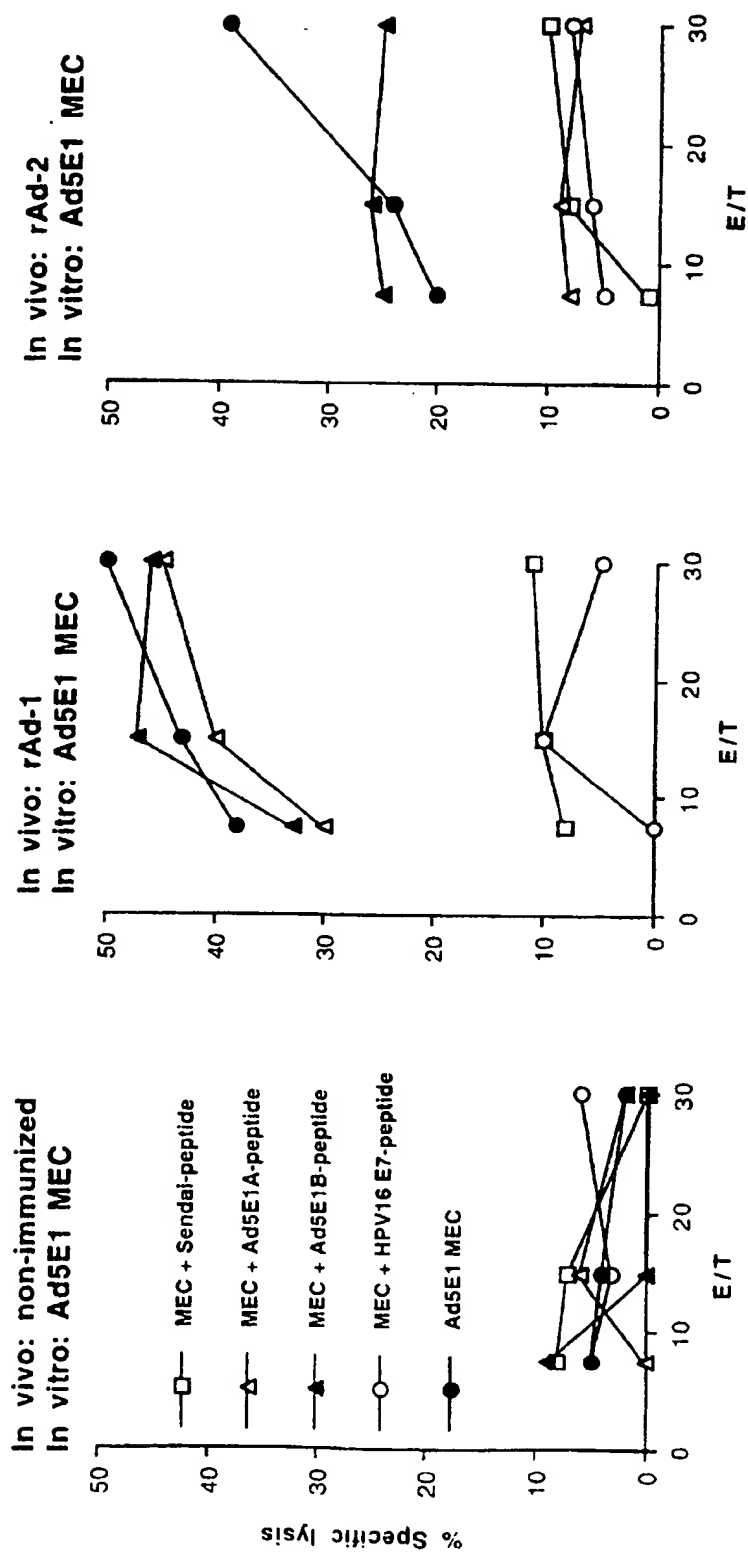 In vivo: non-immunized
In vitro: Ad5E1 MEC
% Specific lysis
50
40
30
20
10
0
MEC + Sendai-peptide
MEC + Ad5E1A-peptide
MEC + Ad5E1B-peptide
MEC + HPV16 E7-peptide
Ad5E1 MEC
0
10
20
30
E/T
In vivo: rAd-1
In vitro: Ad5E1 MEC
50
40
30
20
10
0
0
10
20
30
E/T
In vivo: rAd-2
In vitro: Ad5E1 MEC
50
40
30
20
10
0
0
10
20
30
E/T